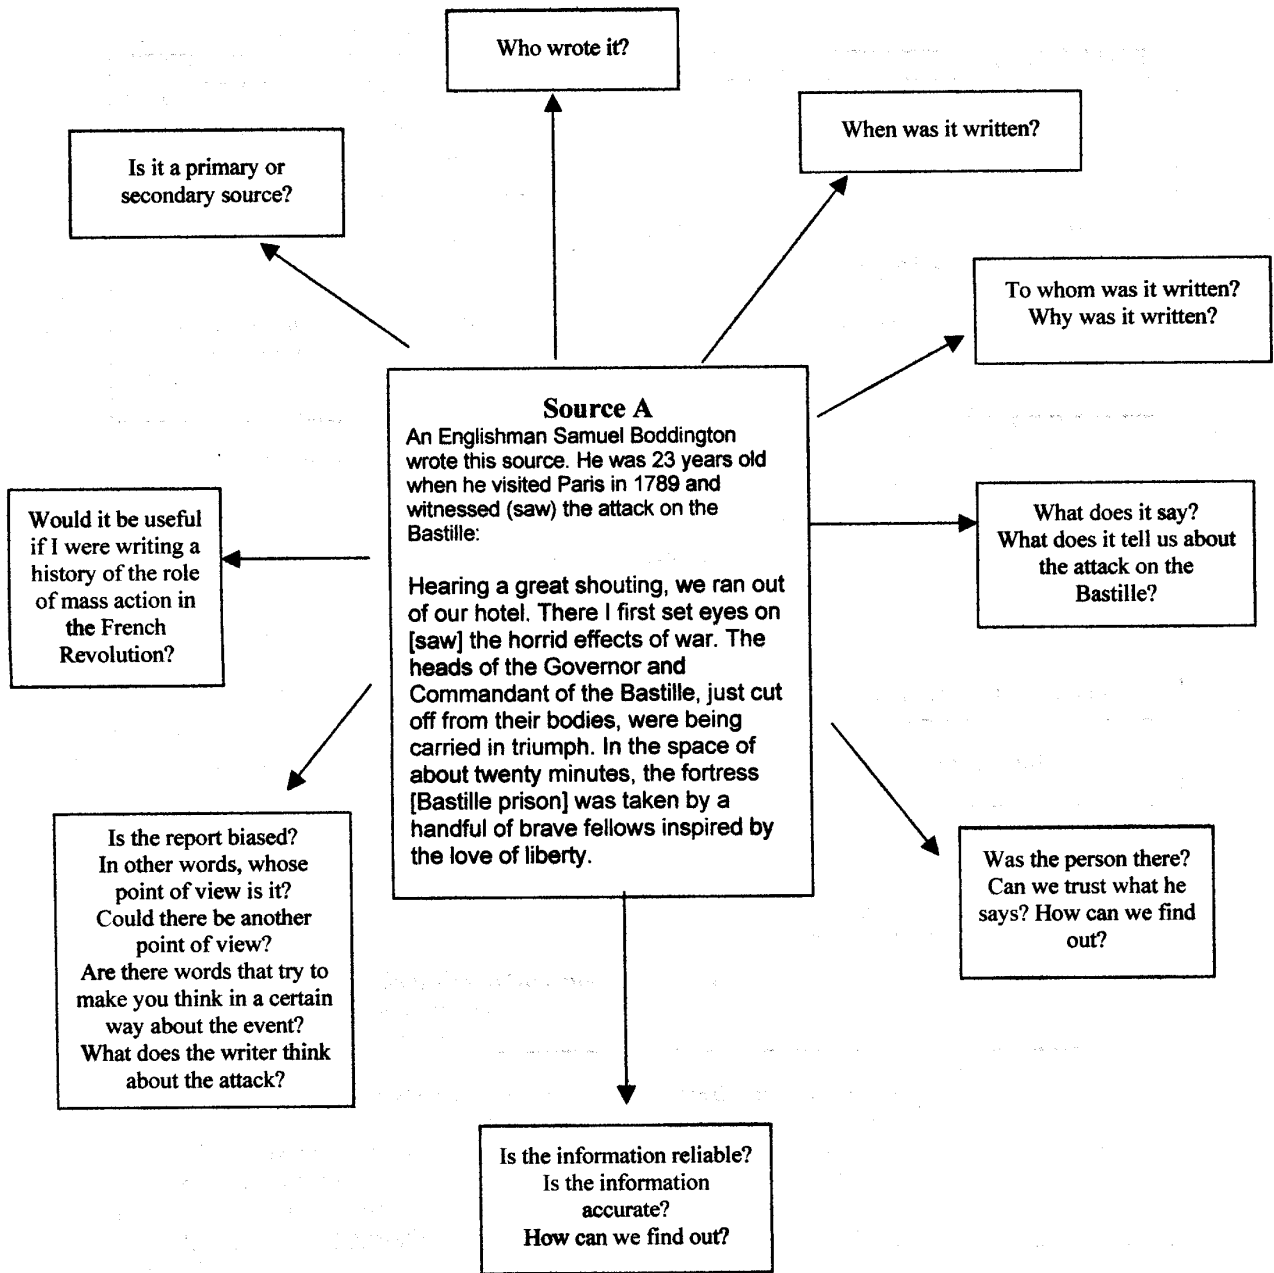 Who wrote it?
When was it written?
Is it a primary or
secondary source?
To whom was it written?
Why was it written?
Source A
An Englishman Samuel Boddington
wrote this source. He was 23 years old
when he visited Paris in 1789 and
witnessed (saw) the attack on the
Bastille:
Hearing a great shouting, we ran out
of our hotel. There I first set eyes on
[saw] the horrid effects of war. The
heads of the Governor and
Commandant of the Bastille, just cut
off from their bodies, were being
carried in triumph. In the space of
about twenty minutes, the fortress
[Bastille prison] was taken by a
handful of brave fellows inspired by
the love of liberty.
What does it say?
What does it tell us about
the attack on the
Bastille?
Would it be useful
if I were writing a
history of the role
of mass action in
the French
Revolution?
Is the report biased?
In other words, whose
point of view is it?
Could there be another
point of view?
Are there words that try to
make you think in a certain
way about the event?
What does the writer think
about the attack?
Was the person there?
Can we trust what he
says? How can we find
out?
Is the information reliable?
Is the information
accurate?
How can we find out?